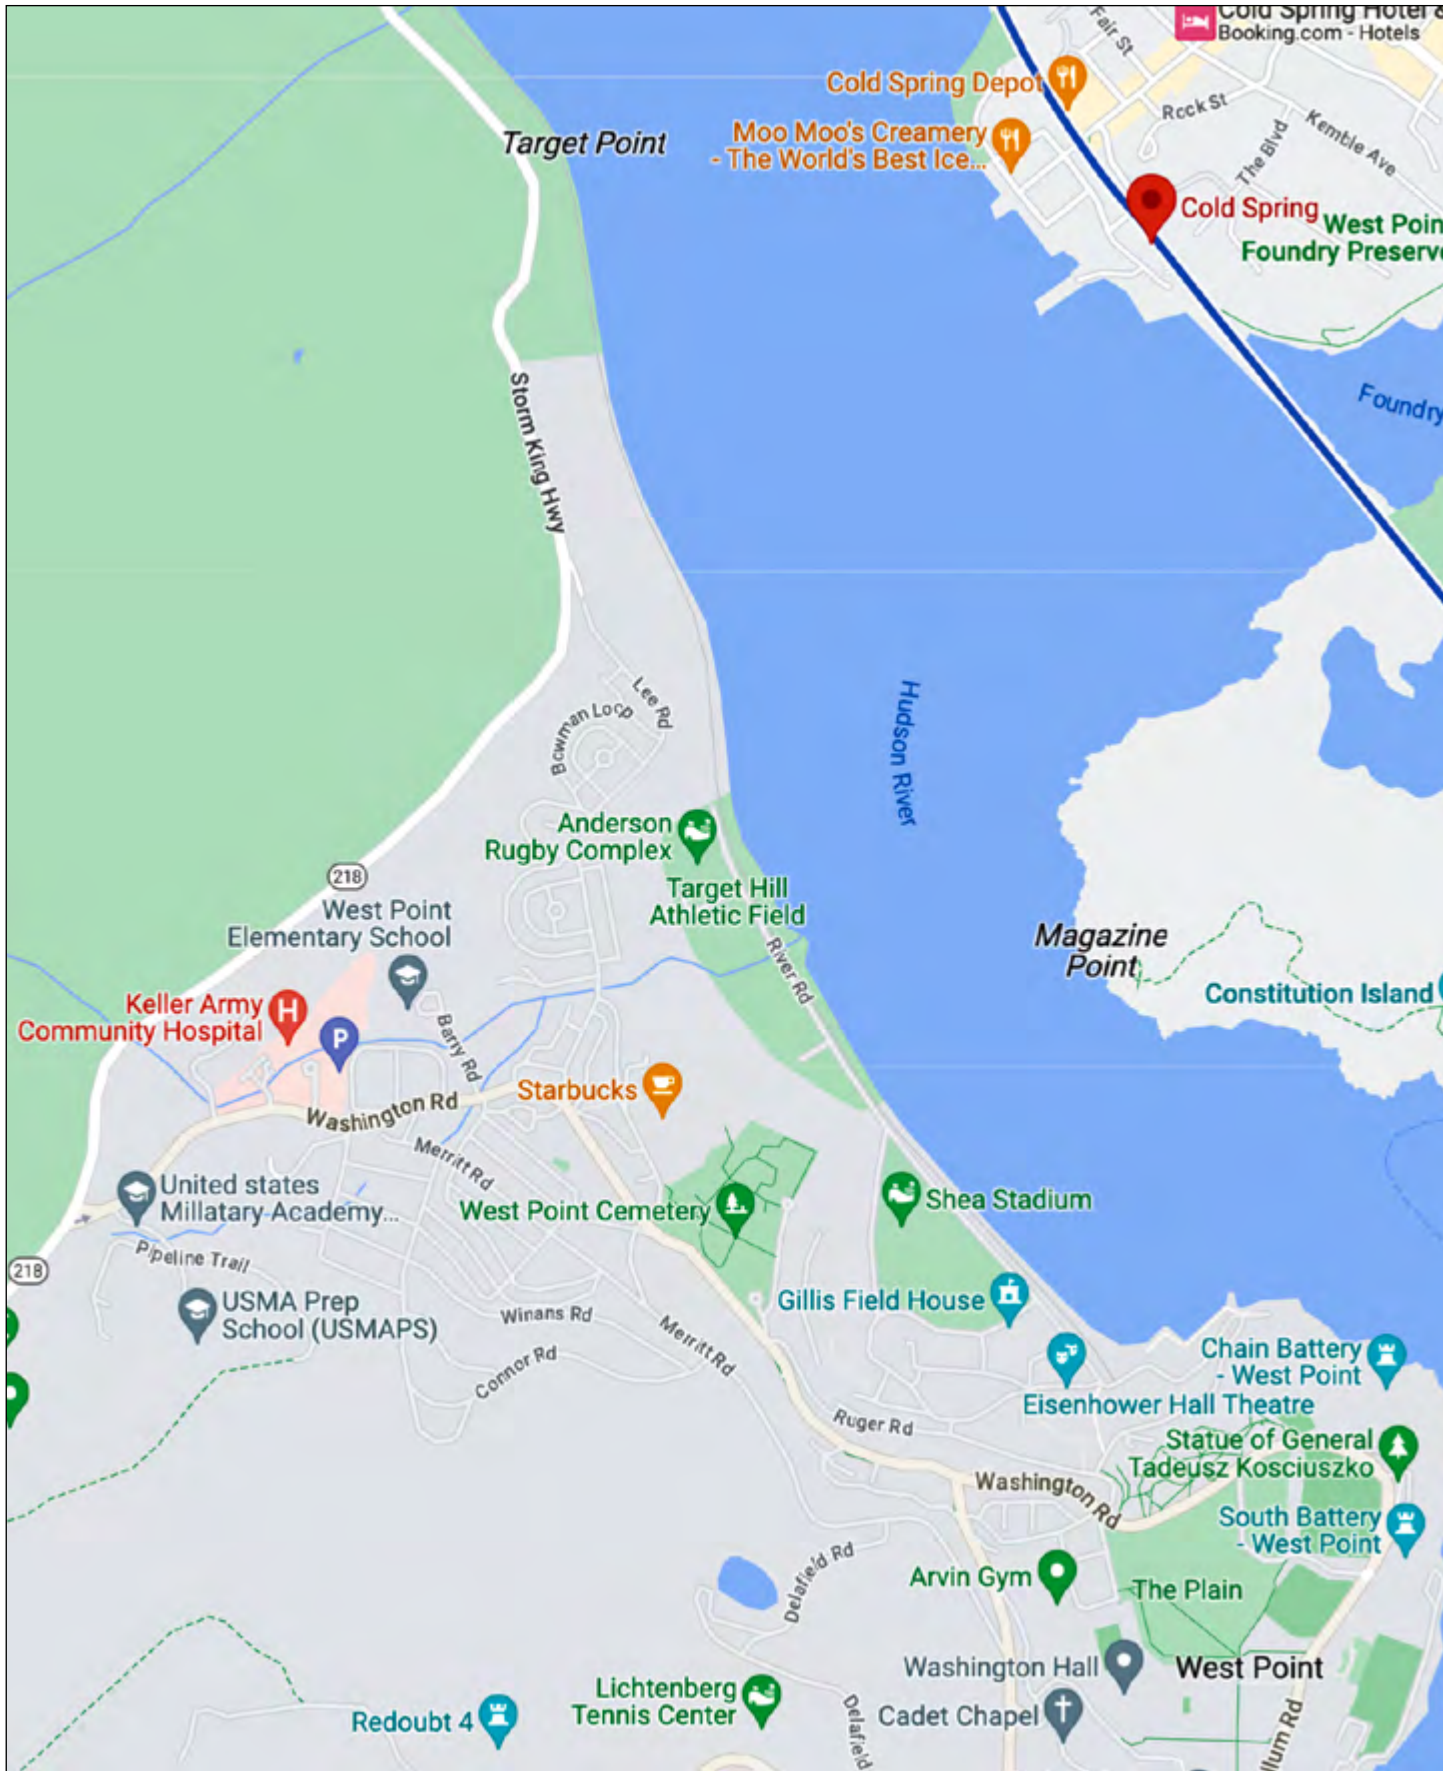 Cold Spring Hotel &
Booking.com - Hotels
Fair St
Cold Spring Depot
Rock St
Kemble Ave
The Blvd
Moo Moo's Creamery
- The World's Best Ice...
Target Point
Cold Spring
West Poin
Foundry Preserve
Foundry
Storm King Hwy
Hudson River
Lee Rd
Bowman Loop
Anderson
Rugby Complex
Target Hill
Athletic Field
218
West Point
Elementary School
River Rd
Magazine
Point
Constitution Island
Keller Army
Community Hospital
H
P
Barry Rd
Starbucks
Washington Rd
Merritt Rd
United states
Millatary Academy...
West Point Cemetery
Shea Stadium
Pipeline Trail
218
USMA Prep
School (USMAPS)
Winans Rd
Merritt Rd
Connor Rd
Gillis Field House
Chain Battery
- West Point
Eisenhower Hall Theatre
Ruger Rd
Statue of General
Tadeusz Kosciuszko
Washington Rd
South Battery
- West Point
Delafield Rd
Arvin Gym
The Plain
Washington Hall
West Point
Lichtenberg
Tennis Center
Cadet Chapel
Redoubt 4
Delafield
llum Rd